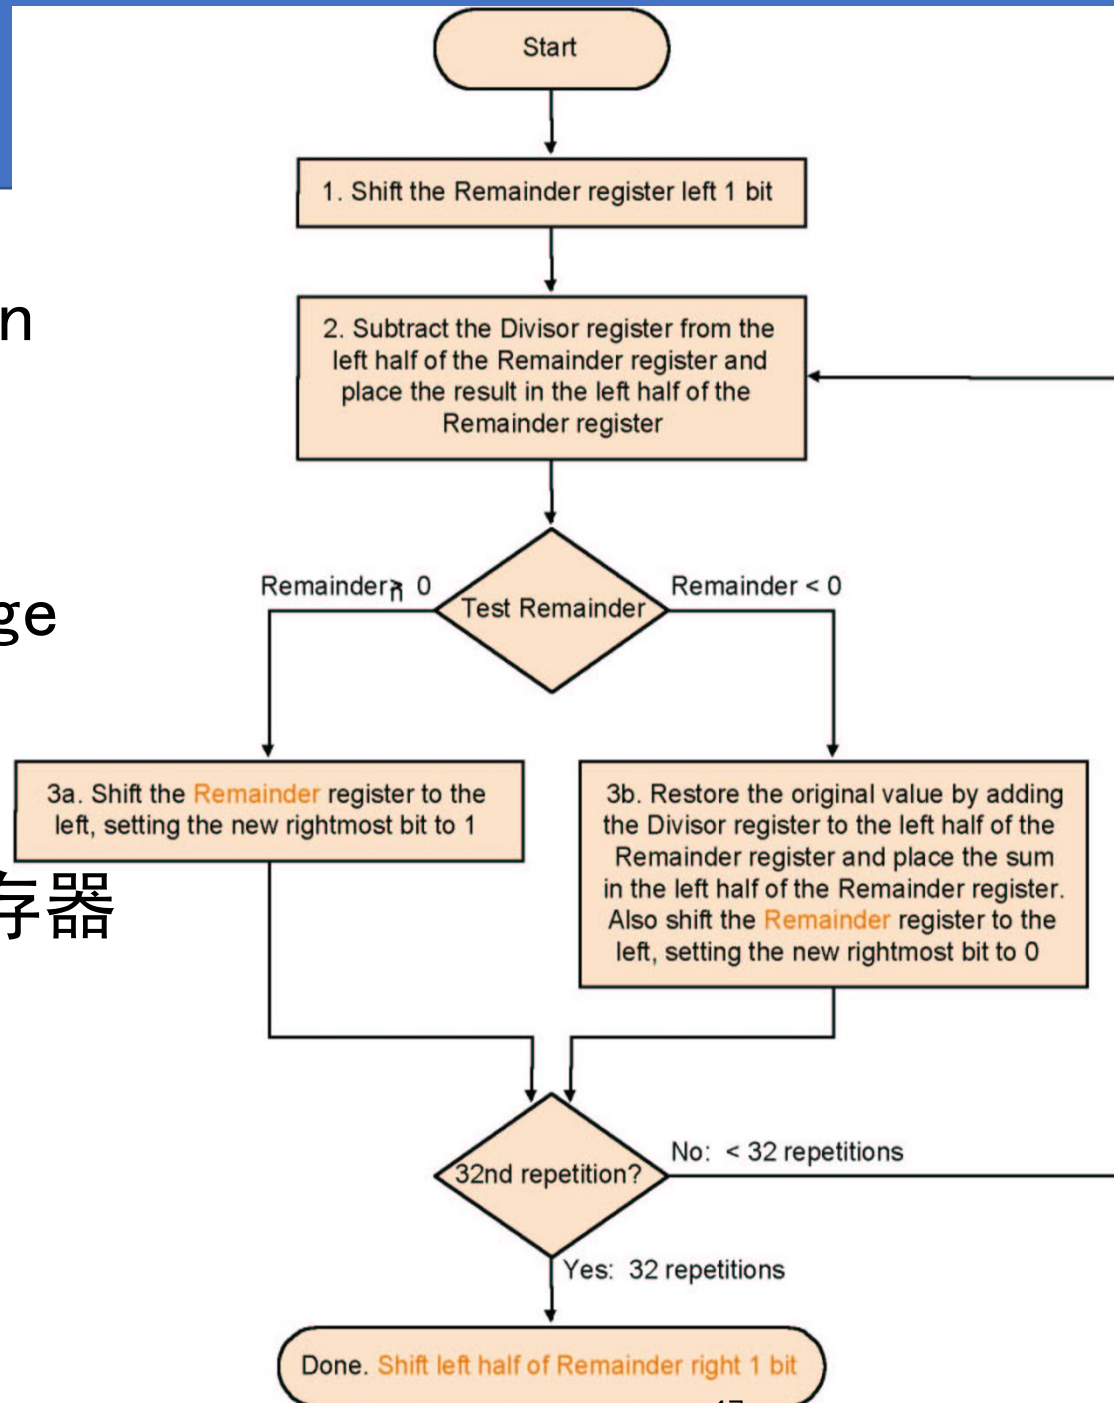 Start
1. Shift the Remainder register left 1 bit
n
2. Subtract the Divisor register from the
left half of the Remainder register and
place the result in the left half of the
Remainder register
Remainder ≥ 0
Test Remainder
Remainder < 0
ge
3a. Shift the Remainder register to the
left, setting the new rightmost bit to 1
3b. Restore the original value by adding
the Divisor register to the left half of the
Remainder register and place the sum
in the left half of the Remainder register.
Also shift the Remainder register to the
left, setting the new rightmost bit to 0
存器
32nd repetition?
No: < 32 repetitions
Yes: 32 repetitions
Done. Shift left half of Remainder right 1 bit